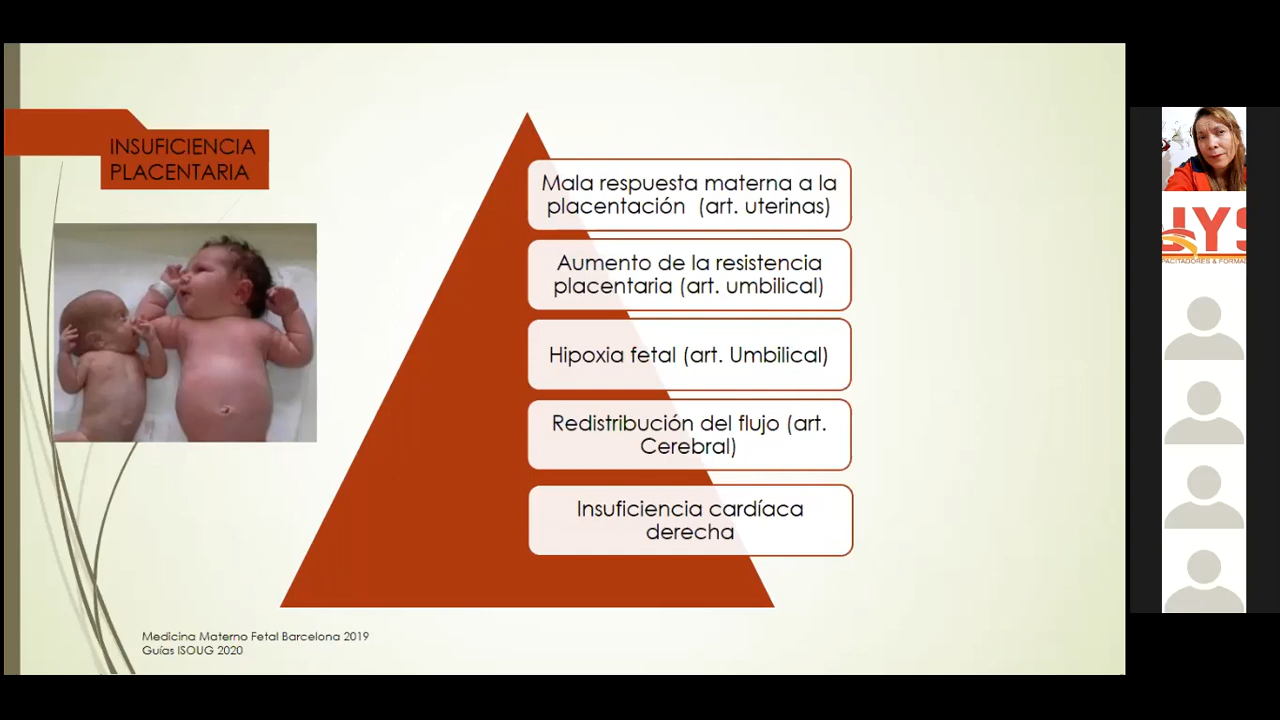 INSUFICIENCIA
PLACENTARIA
Mala respuesta materna a la
placentación (art. uterinas)
Aumento de la resistencia
placentaria (art. umbilical)
Hipoxia fetal (art. Umbilical)
Redistribución del flujo (art.
Cerebral)
Insuficiencia cardíaca
derecha
Medicina Materno Fetal Barcelona 2019
Guías ISOUG 2020
JYS